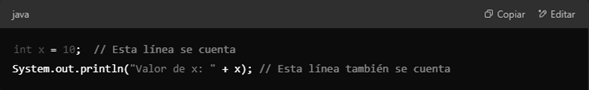 java
Copiar
Editar
int x = 10;  // Esta línea se cuenta
System.out.println("Valor de x: " + x); // Esta línea también se cuenta